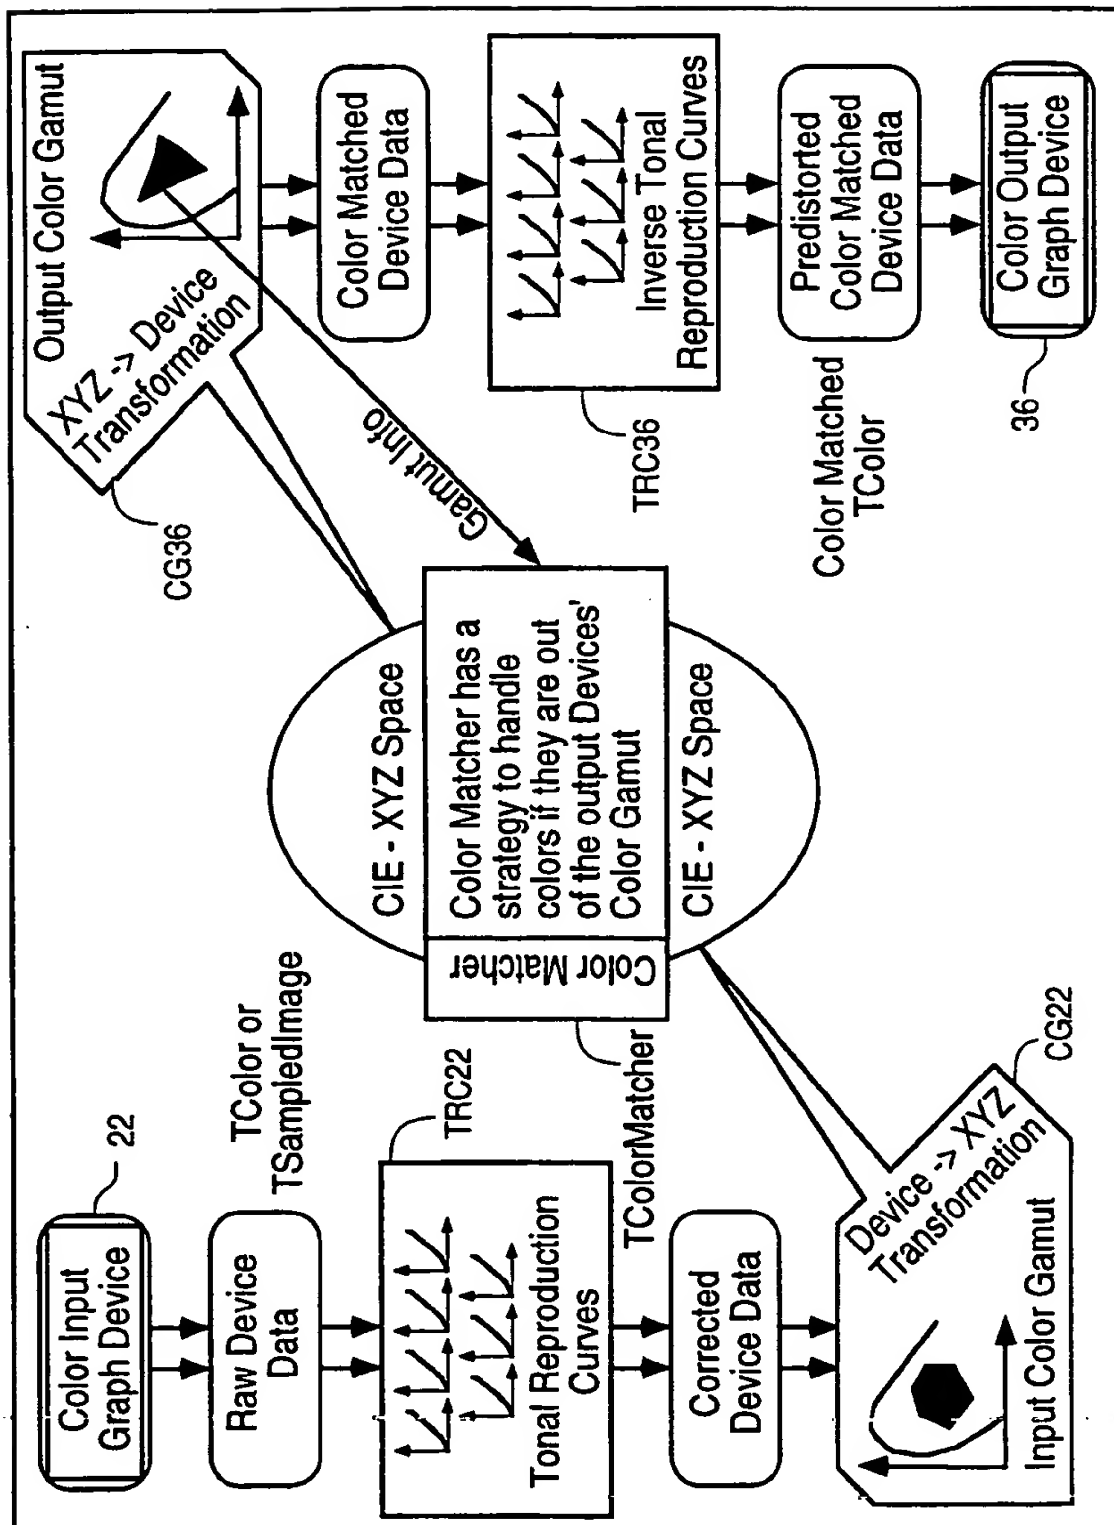 Color Input
Graph Device
22
Raw Device
Data
TColor or
TSampledImage
TRC22
Tonal Reproduction
Curves
Corrected
Device Data
Device -> XYZ
Transformation
Input Color Gamut
CG22
TColorMatcher
Color Matcher
CIE - XYZ Space
Color Matcher has a
strategy to handle
colors if they are out
of the output Devices'
Color Gamut
CIE - XYZ Space
Gamut Info
Output Color Gamut
XYZ -> Device
Transformation
CG36
Color Matched
Device Data
Inverse Tonal
Reproduction Curves
TRC36
Predistorted
Color Matched
Device Data
Color Matched
TColor
Color Output
Graph Device
36